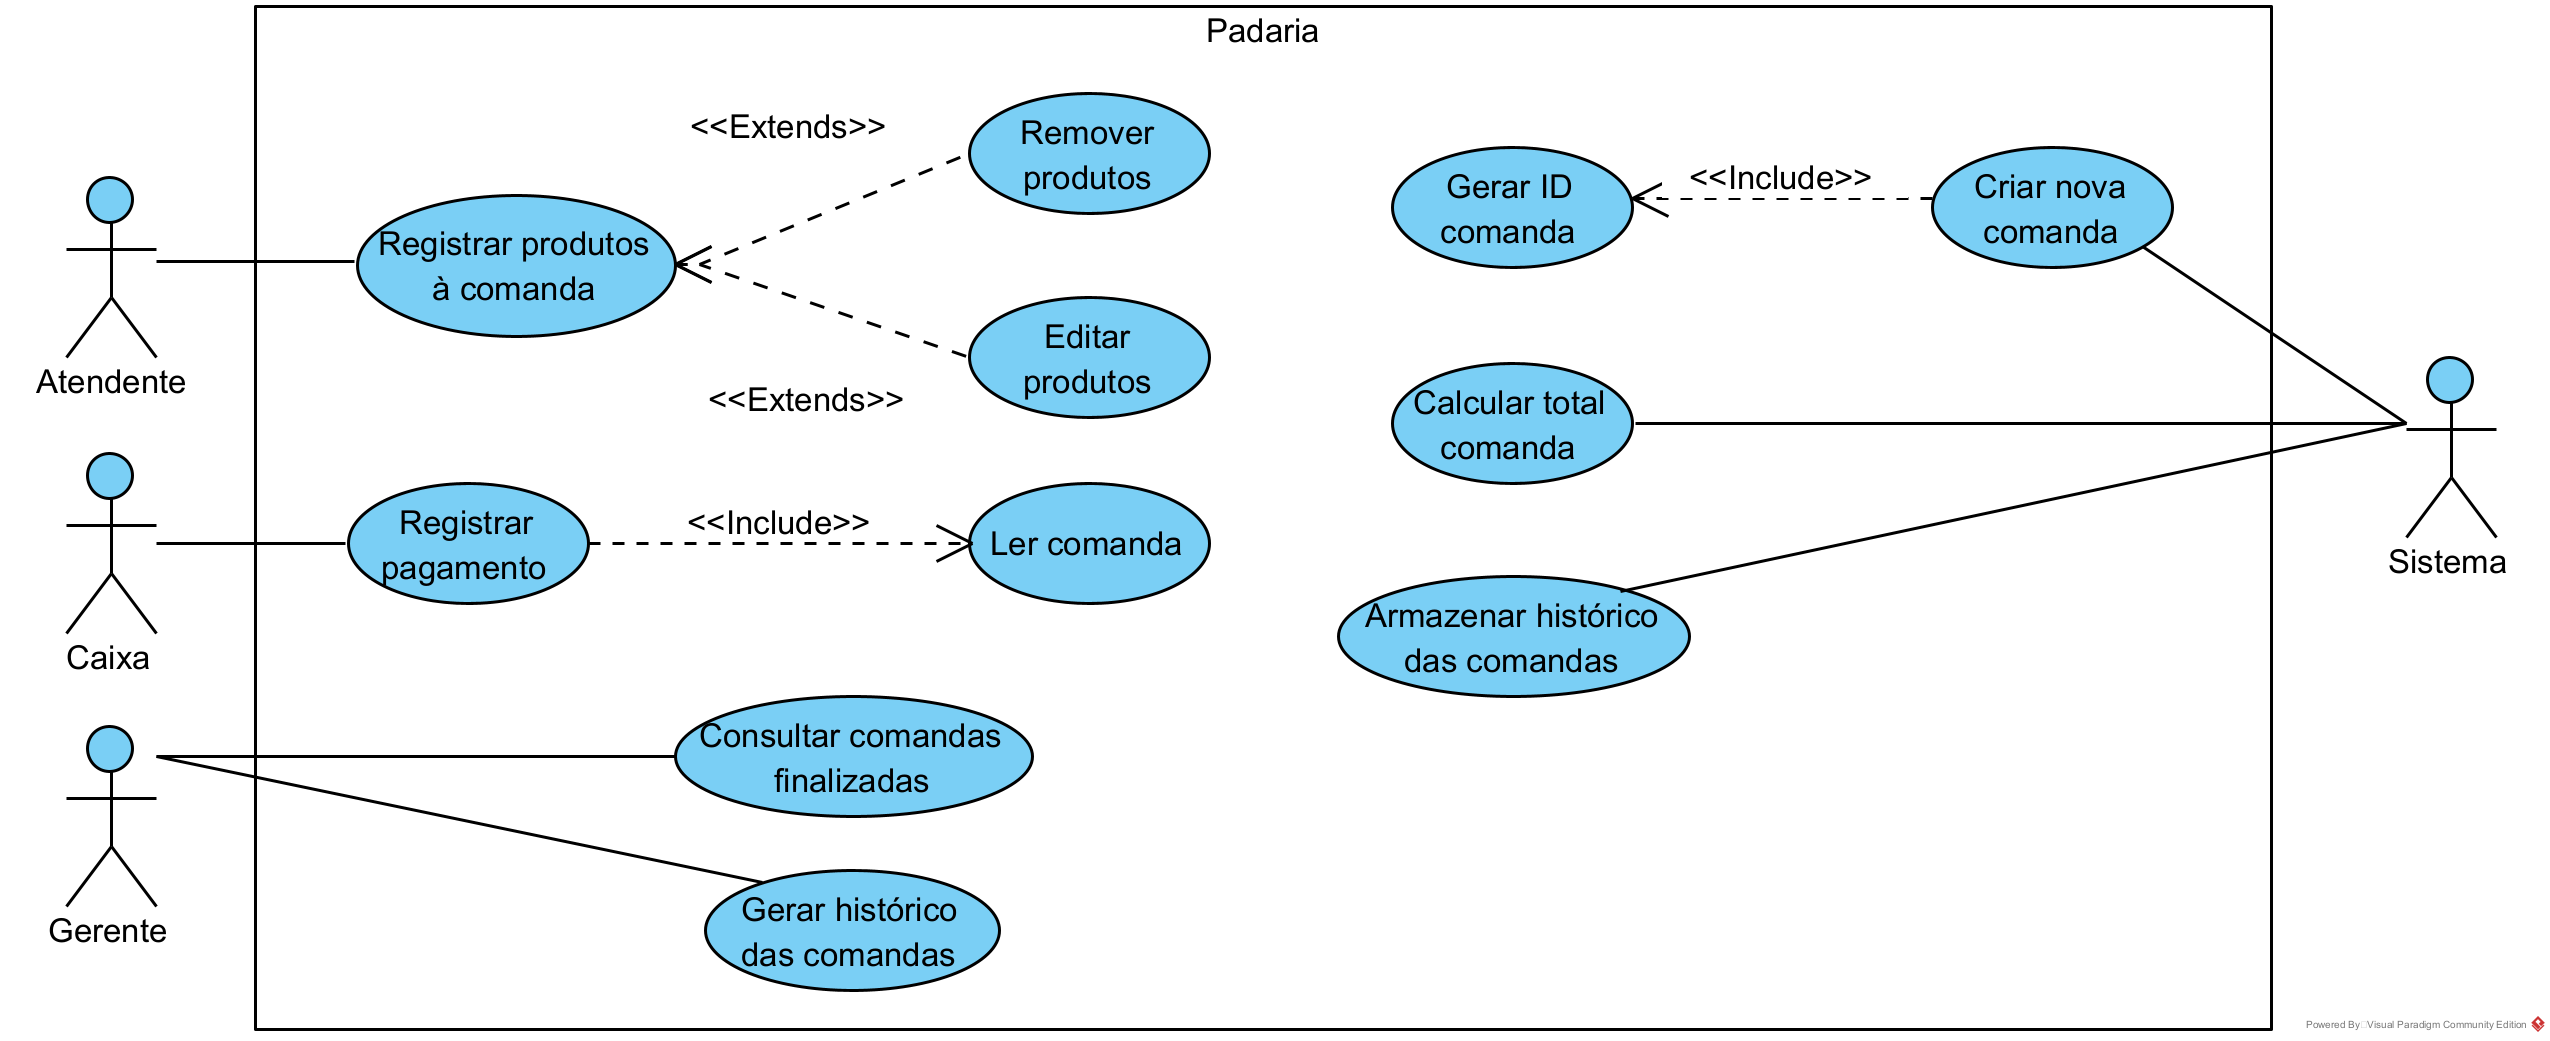 Padaria
<<Extends>>
Remover
produtos
Registrar produtos
à comanda
Editar
produtos
<<Extends>>
Atendente
Gerar ID
comanda
<<Include>>
Criar nova
comanda
Calcular total
comanda
Sistema
Registrar
pagamento
<<Include>>
Ler comanda
Caixa
Armazenar histórico
das comandas
Consultar comandas
finalizadas
Gerar histórico
das comandas
Gerente
Powered By Visual Paradigm Community Edition